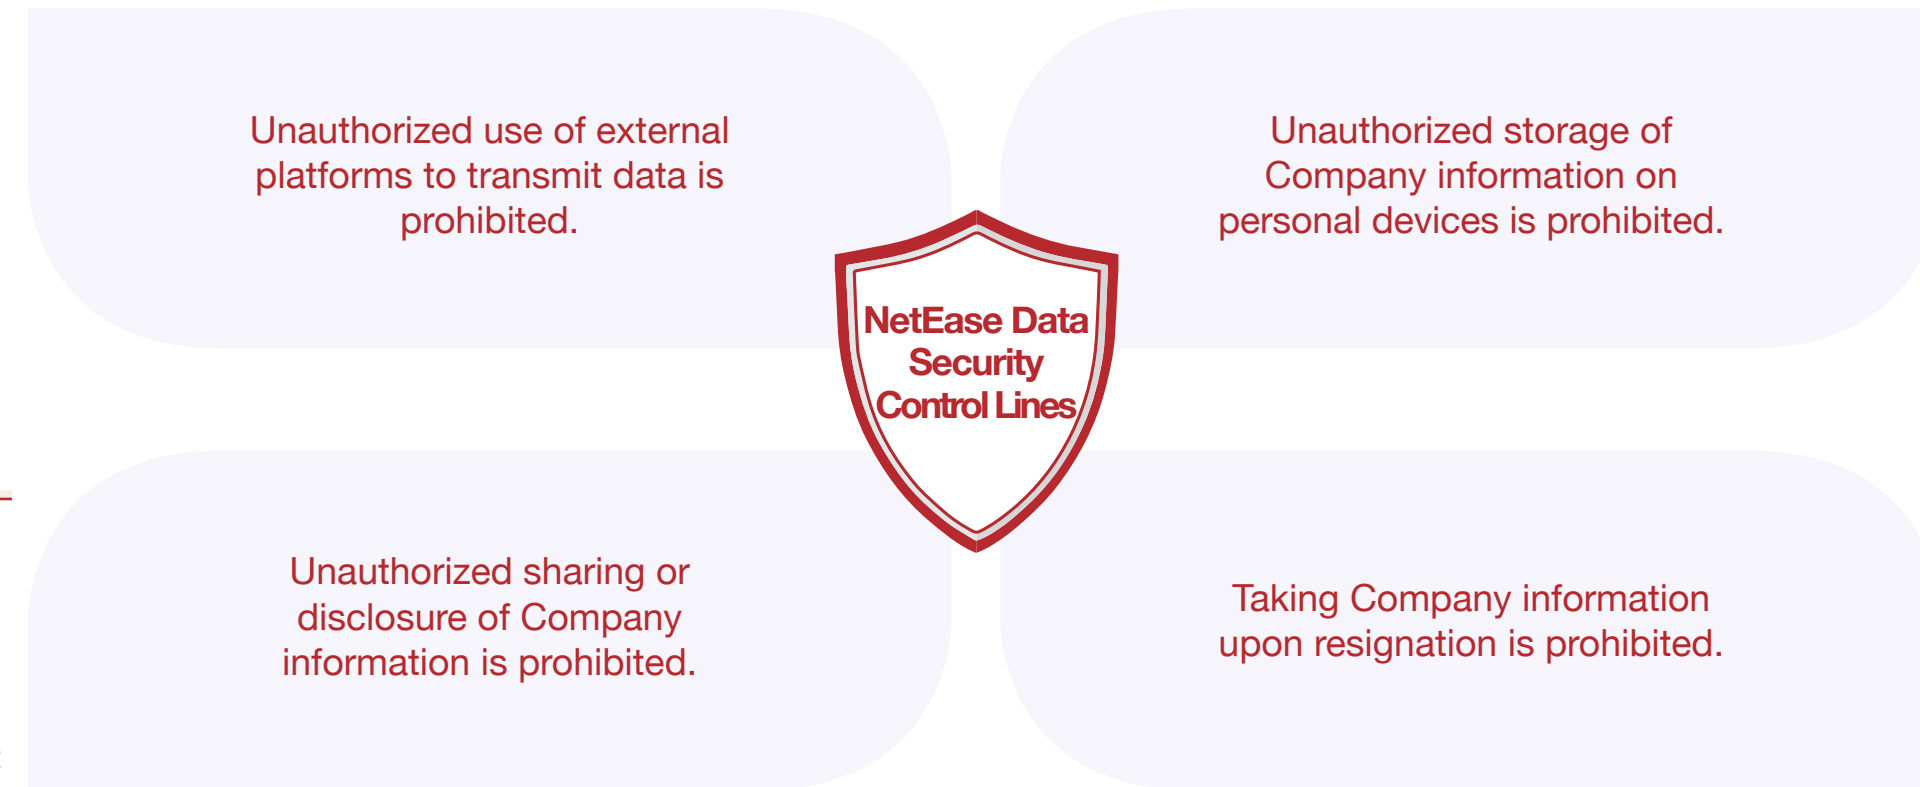 Unauthorized use of external
platforms to transmit data is
prohibited.
Unauthorized storage of
Company information on
personal devices is prohibited.
NetEase Data
Security
Control Lines
Unauthorized sharing or
disclosure of Company
information is prohibited.
Taking Company information
upon resignation is prohibited.